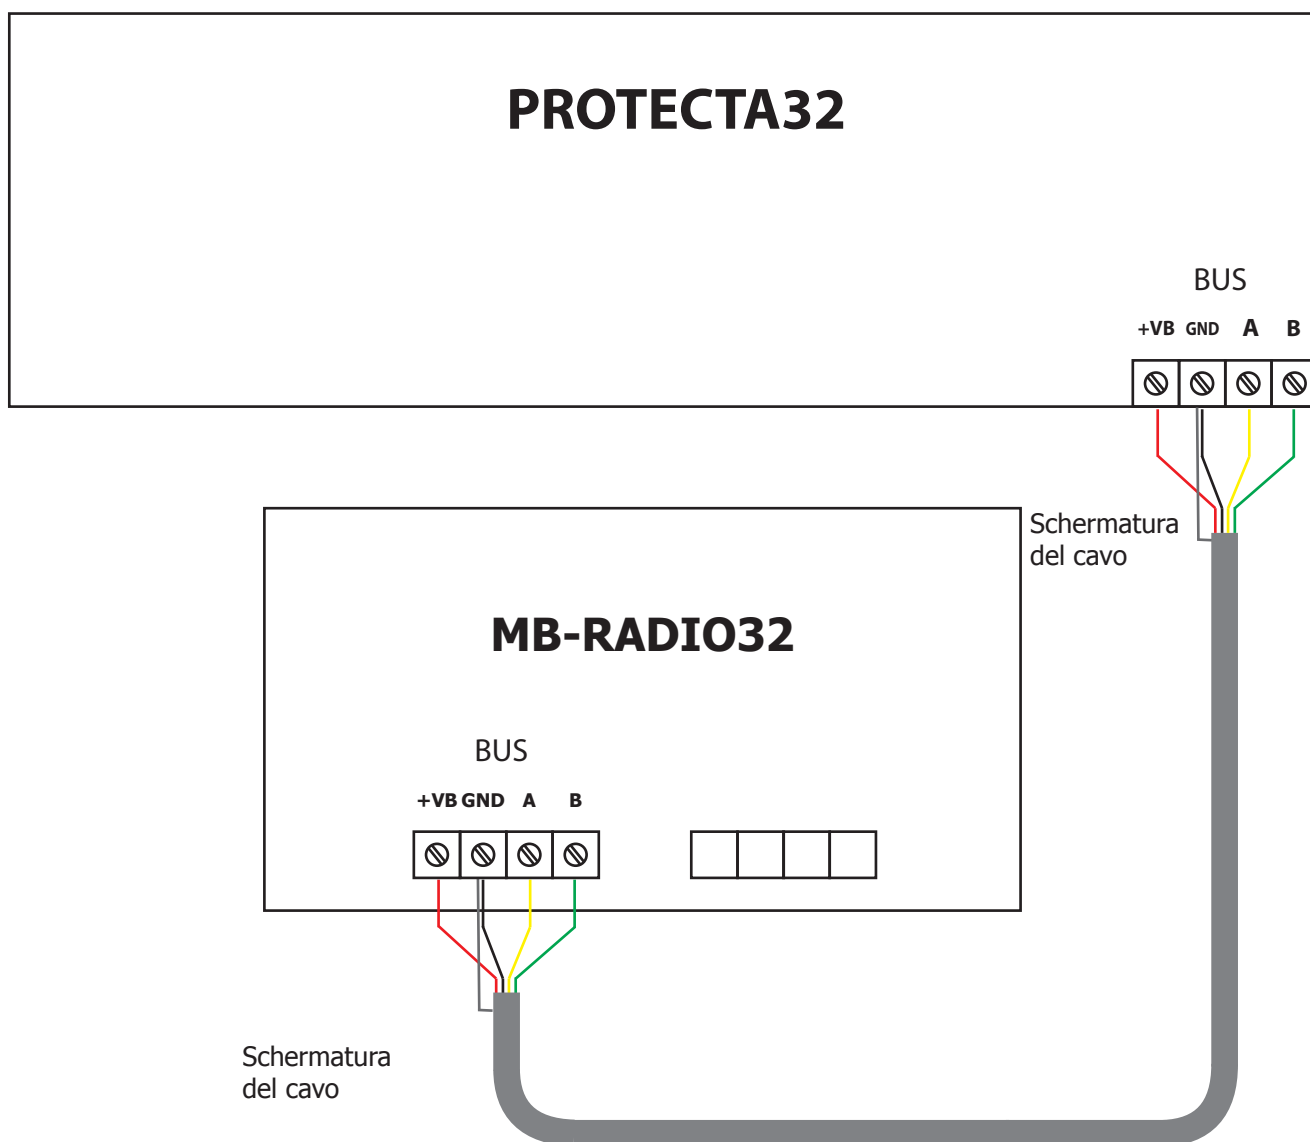 PROTECTA32
BUS
+VB GND A B
Schermatura
del cavo
MB-RADIO32
BUS
+VB GND A B
Schermatura
del cavo